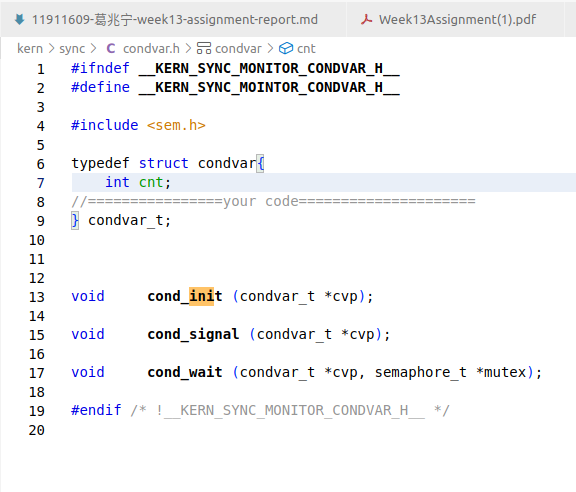 11911609-葛兆宁-week13-assignment-report.md Week13Assignment(1).pdf
kern > sync > C condvar.h > condvar > cnt
1 #ifndef __KERN_SYNC_MONITOR_CONDVAR_H__
2 #define __KERN_SYNC_MOINTOR_CONDVAR_H__
3
4 #include <sem.h>
5
6 typedef struct condvar{
7 int cnt;
8 //================your code=====================
9 } condvar_t;
10
11
12
13 void cond_init (condvar_t *cvp);
14
15 void cond_signal (condvar_t *cvp);
16
17 void cond_wait (condvar_t *cvp, semaphore_t *mutex);
18
19 #endif /* !__KERN_SYNC_MONITOR_CONDVAR_H__ */
20